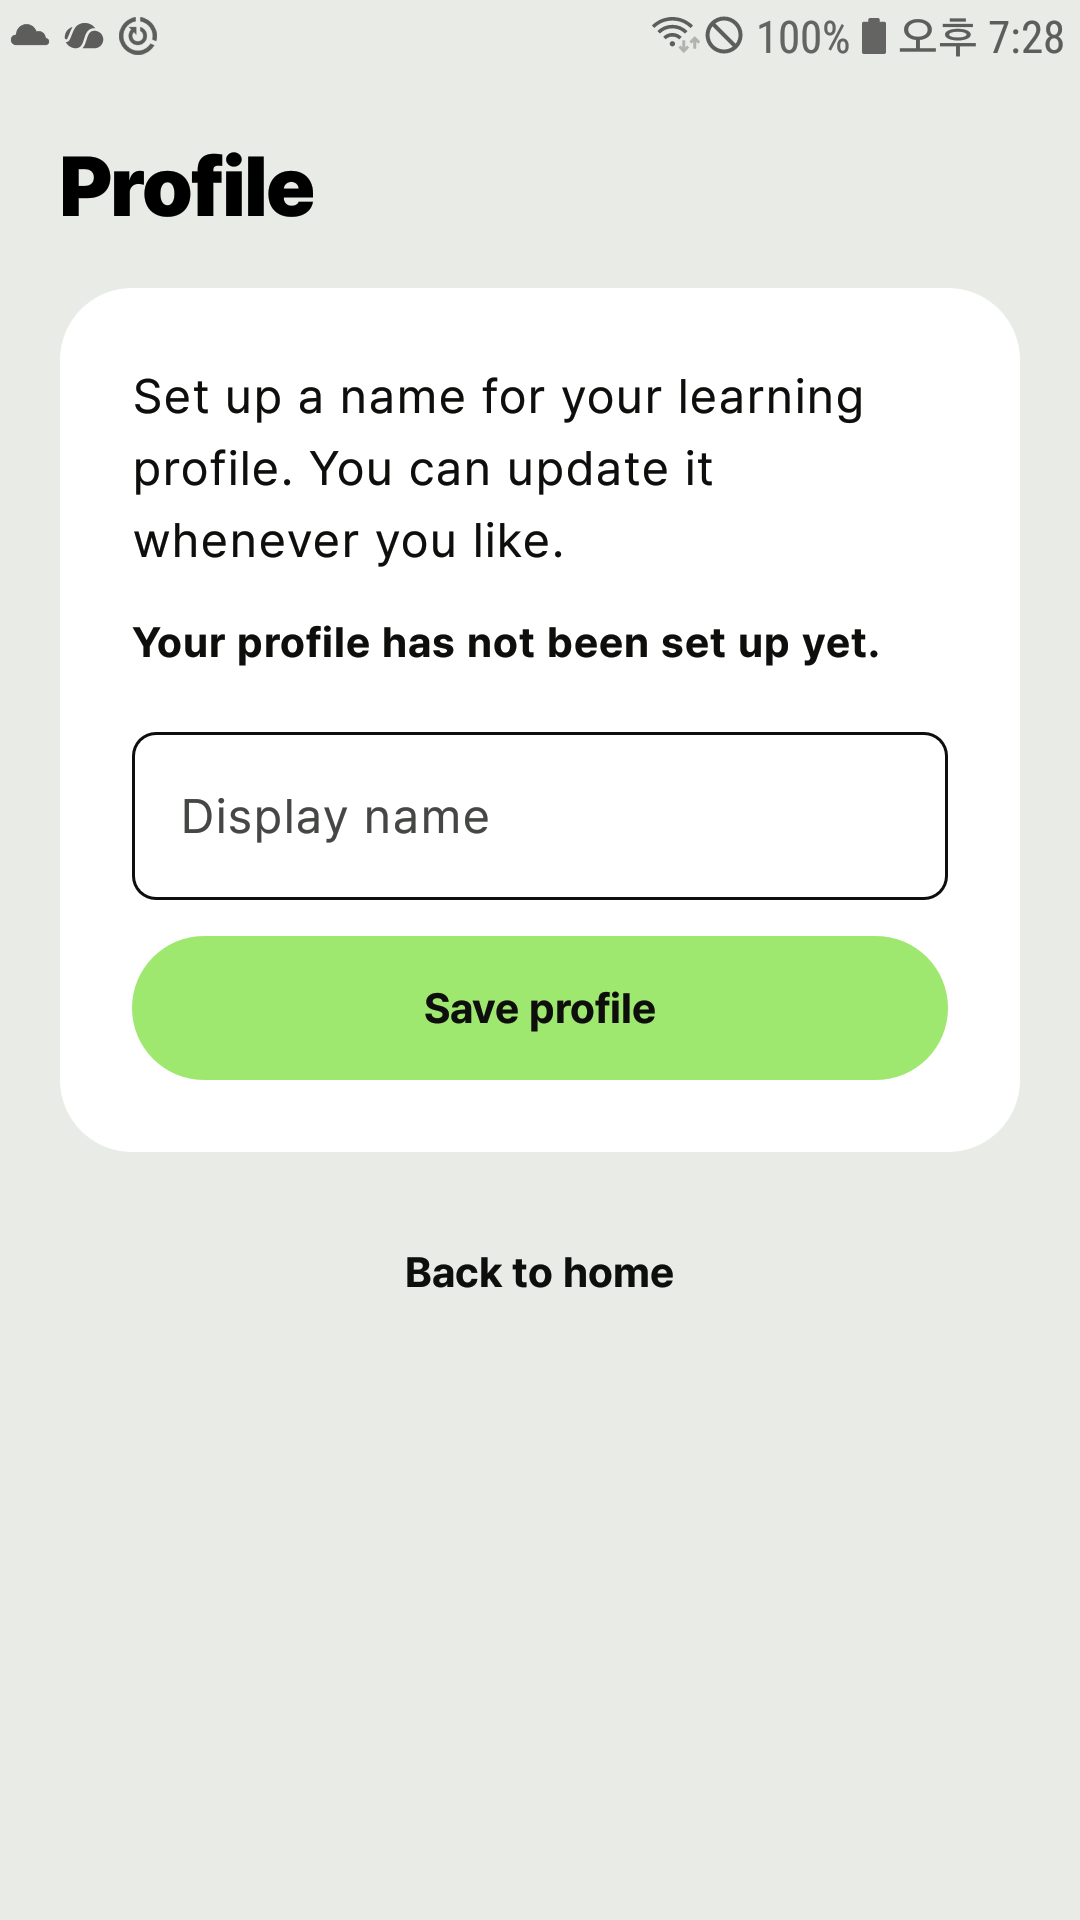 100% 오후 7:28
Profile
Set up a name for your learning
profile. You can update it
whenever you like.
Your profile has not been set up yet.
Display name
Save profile
Back to home